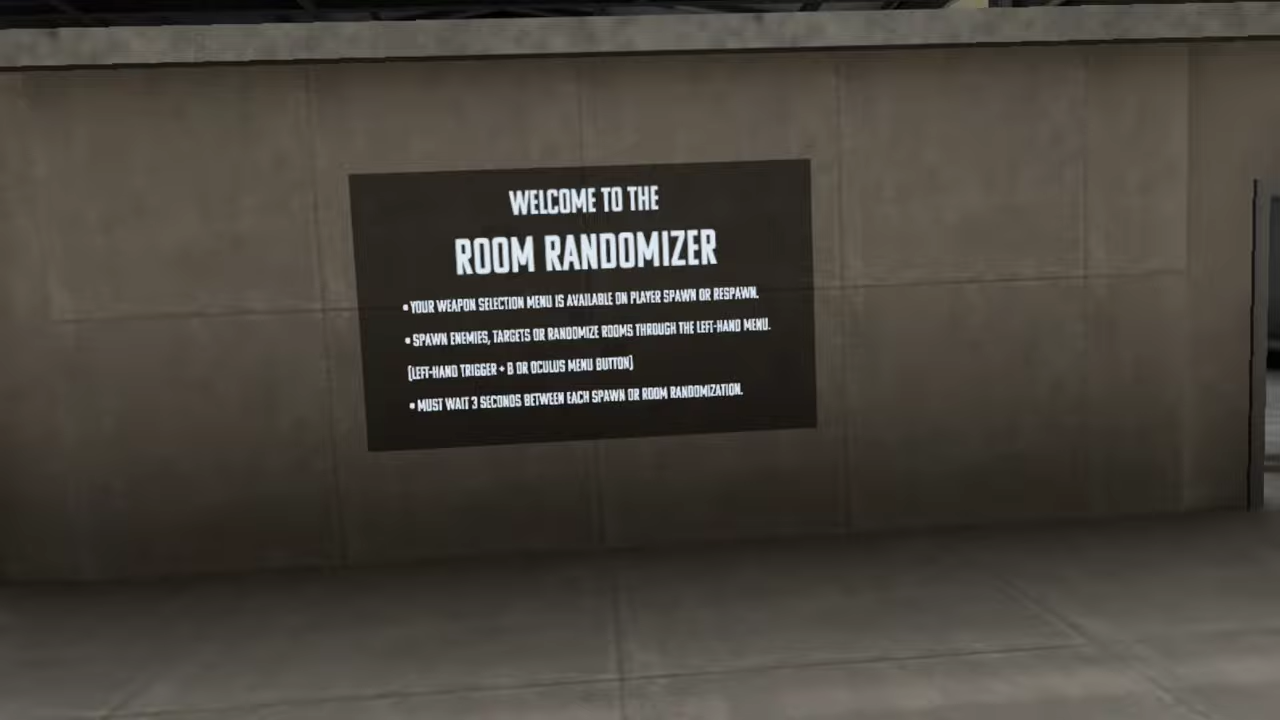 WELCOME TO THE
ROOM RANDOMIZER
• YOUR WEAPON SELECTION MENU IS AVAILABLE ON PLAYER SPAWN OR RESPAWN.
• SPAWN ENEMIES, TARGETS OR RANDOMIZE ROOMS THROUGH THE LEFT-HAND MENU.
(LEFT-HAND TRIGGER + B OR OCULUS MENU BUTTON)
• MUST WAIT 3 SECONDS BETWEEN EACH SPAWN OR ROOM RANDOMIZATION.